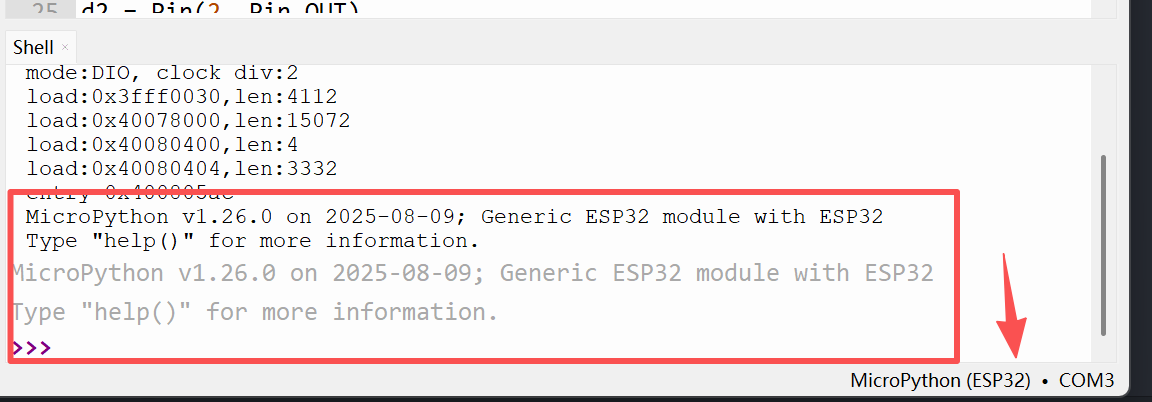 25 d2 = Pin(2, Pin.OUT)
Shell ×
mode:DIO, clock div:2
load:0x3fff0030,len:4112
load:0x40078000,len:15072
load:0x40080400,len:4
load:0x40080404,len:3332
entry 0x400805ac
MicroPython v1.26.0 on 2025-08-09; Generic ESP32 module with ESP32
Type "help()" for more information.
MicroPython v1.26.0 on 2025-08-09; Generic ESP32 module with ESP32
Type "help()" for more information.
>>>
MicroPython (ESP32) • COM3